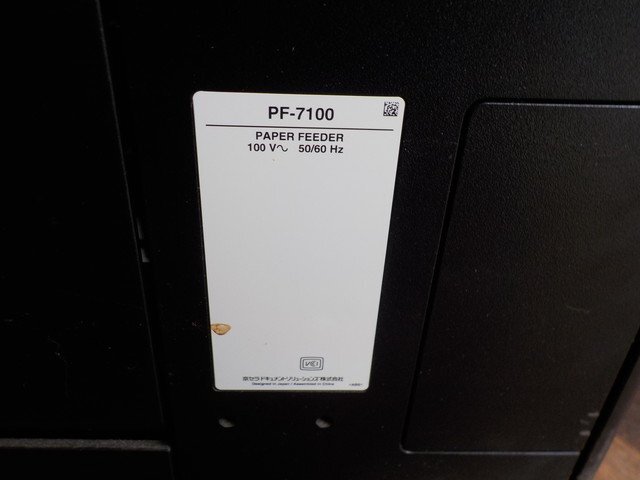 PF-7100
PAPER FEEDER
100 V～ 50/60 Hz
京セラドキュメントソリューションズ株式会社
Designed in Japan / Assembled in China